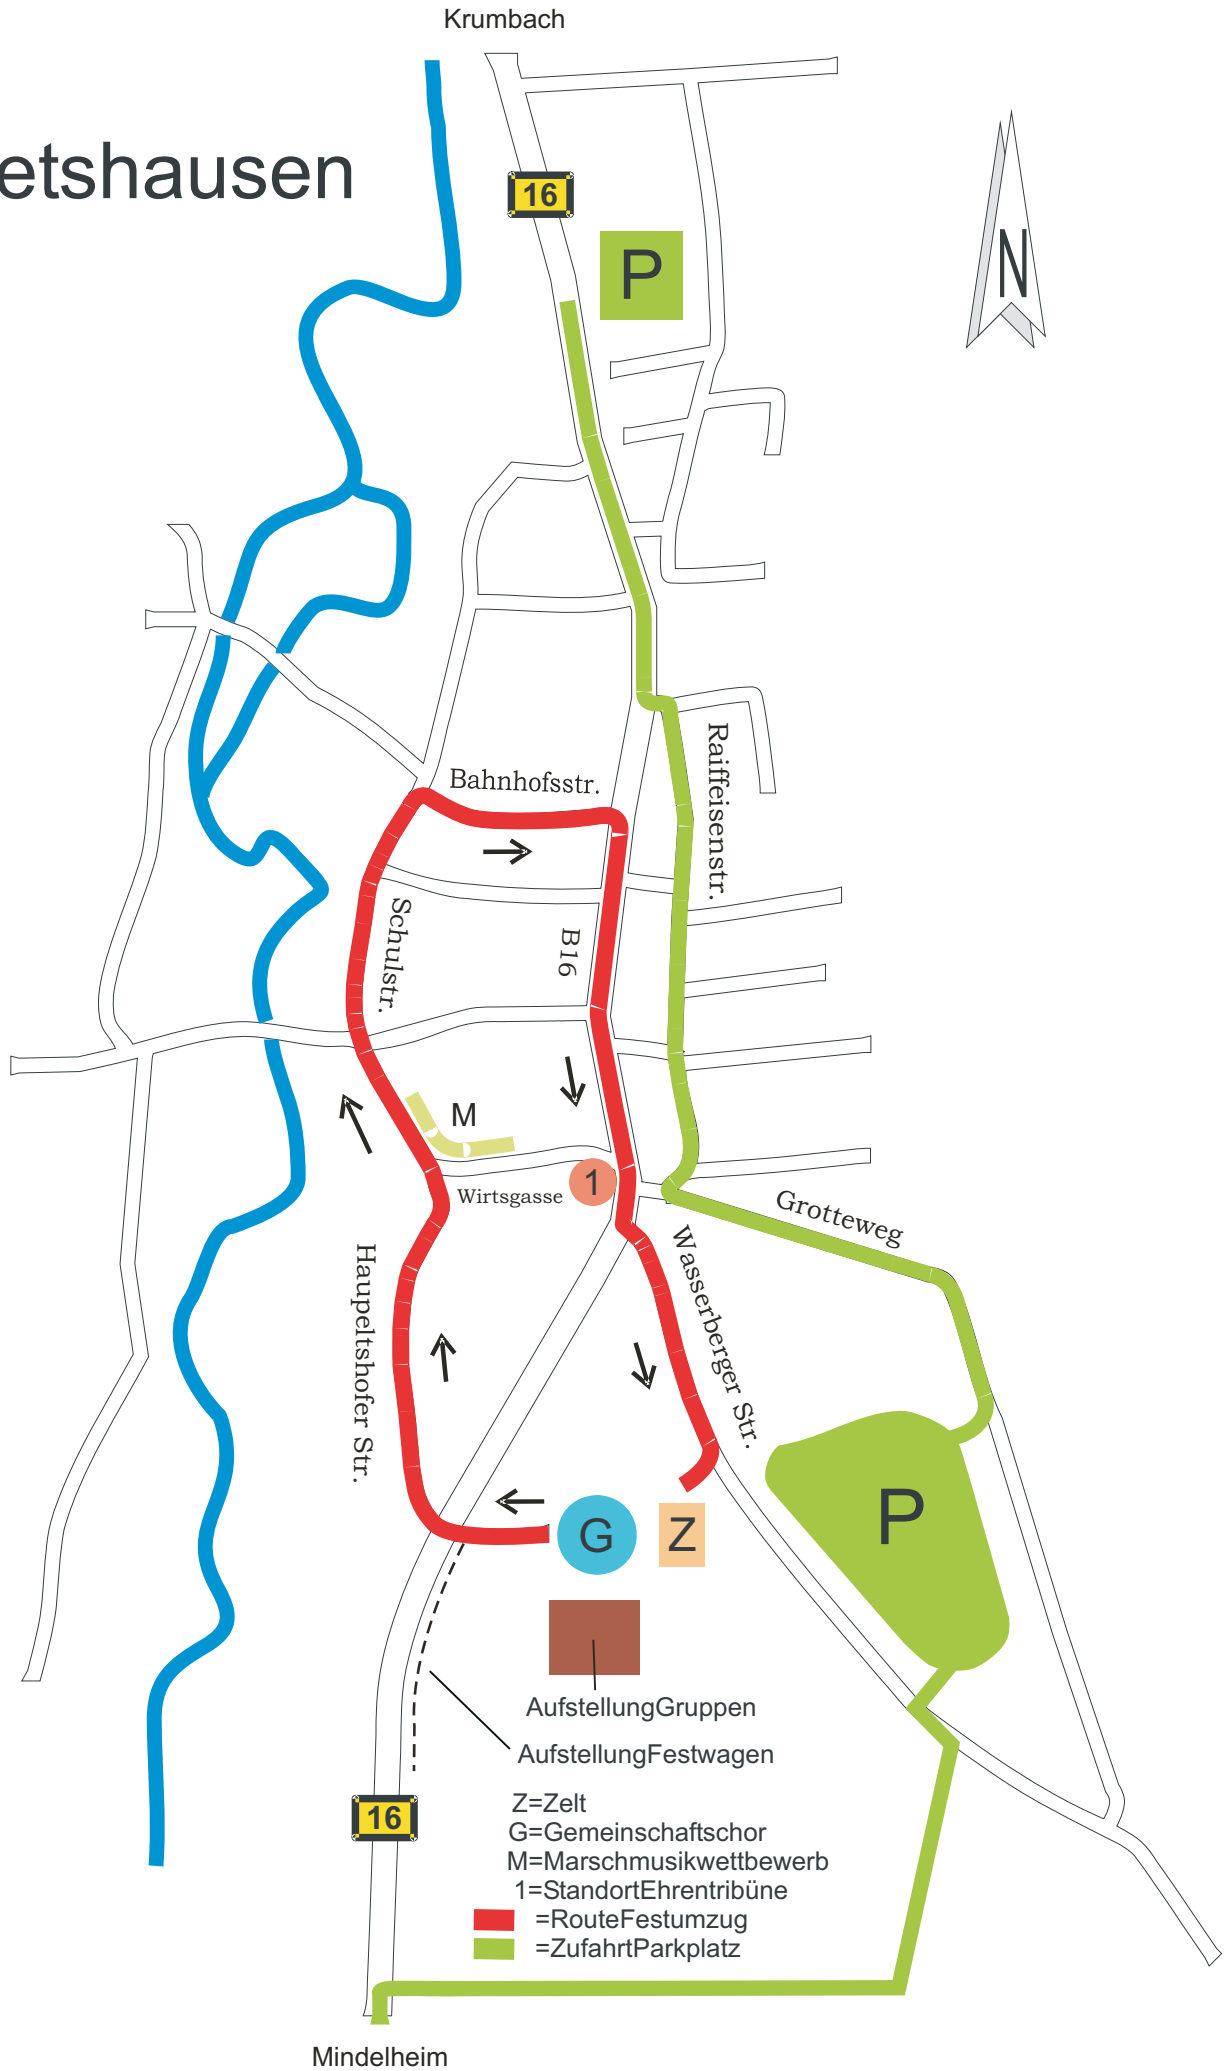 Krumbach
etshausen
16
P
N
Raiffeisenstr.
Bahnhofsstr.
Schulstr.
B16
M
1
Wirtsgasse
Grotteweg
Wasserberger Str.
Haupeltshofer Str.
P
G
Z
AufstellungGruppen
AufstellungFestwagen
16
Z=Zelt
G=Gemeinschaftschor
M=Marschmusikwettbewerb
1=StandortEhrentribüne
=RouteFestumzug
=ZufahrtParkplatz
Mindelheim